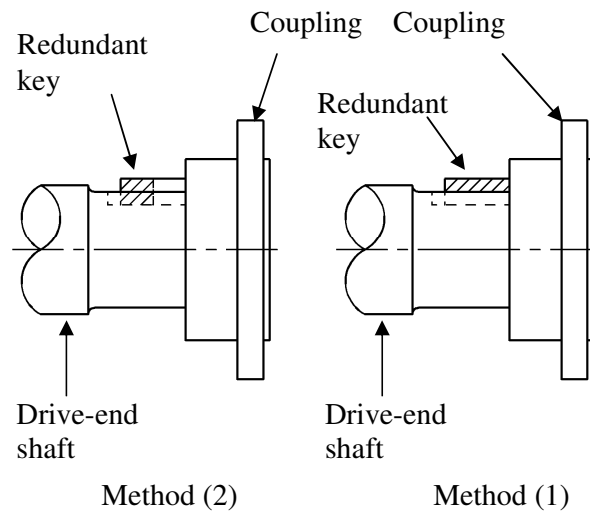 Coupling
Coupling
Redundant
key
Redundant
key
Drive-end
shaft
Drive-end
shaft
Method (2)
Method (1)